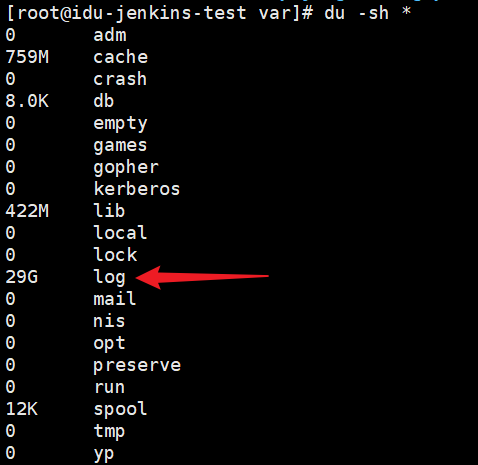 [root@idu-jenkins-test var]# du -sh *
0 adm
759M cache
0 crash
8.0K db
0 empty
0 games
0 gopher
0 kerberos
422M lib
0 local
0 lock
29G log
0 mail
0 nis
0 opt
0 preserve
0 run
12K spool
0 tmp
0 yp